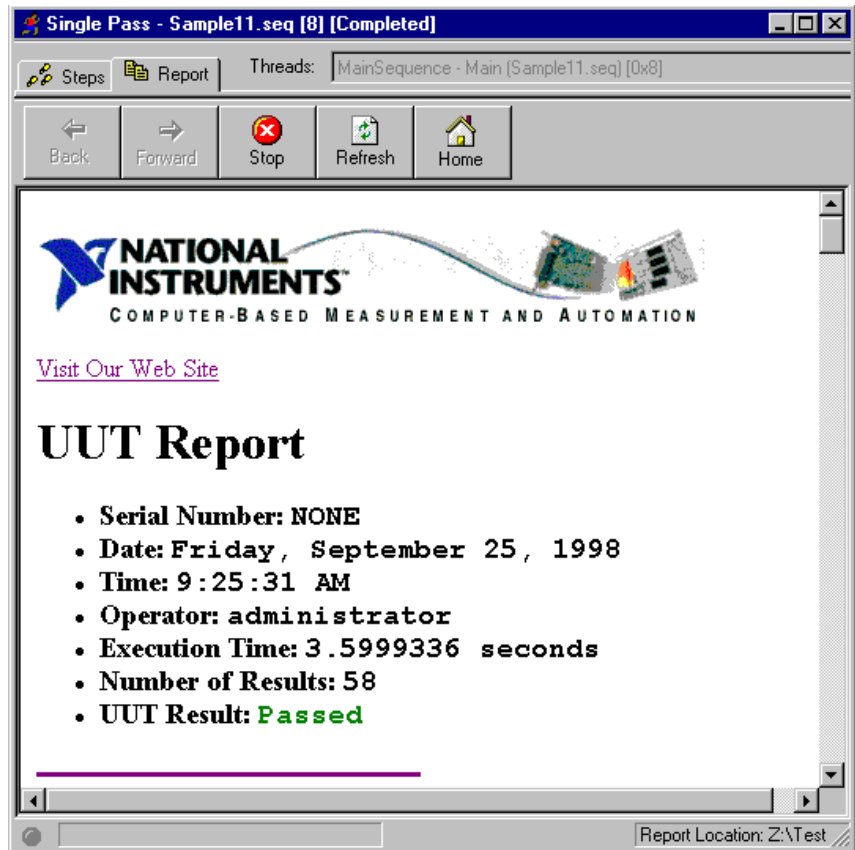 Single Pass - Sample11.seq [8] [Completed]
Steps
Report
Threads:
MainSequence - Main (Sample11.seq) [0x8]
Back
Forward
Stop
Refresh
Home
NATIONAL
INSTRUMENTS™
COMPUTER-BASED MEASUREMENT AND AUTOMATION
Visit Our Web Site
UUT Report
• Serial Number: NONE
• Date: Friday, September 25, 1998
• Time: 9:25:31 AM
• Operator: administrator
• Execution Time: 3.5999336 seconds
• Number of Results: 58
• UUT Result: Passed
Report Location: Z:\Test